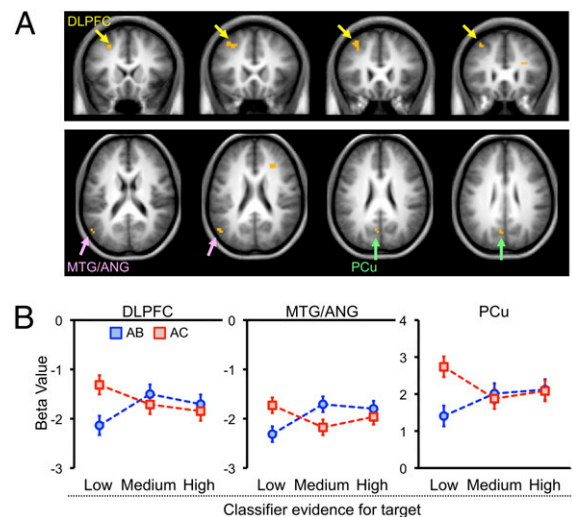 A
DLPFC
MTG/ANG
PCu
B
DLPFC
MTG/ANG
PCu
AB AC
Beta Value
0
-1
-2
-3
0
-1
-2
-3
4
3
2
1
0
Low Medium High
Low Medium High
Low Medium High
Classifier evidence for target